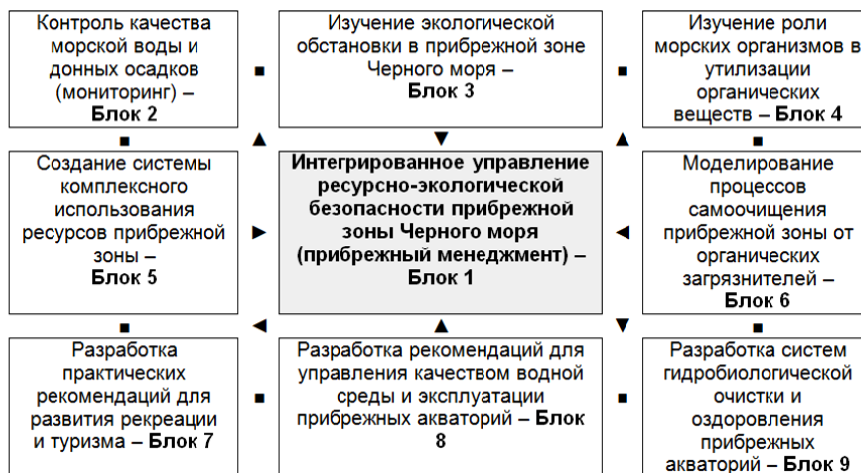 Контроль качества
морской воды и
донных осадков
(мониторинг) –
Блок 2
Изучение экологической
обстановки в прибрежной зоне
Черного моря –
Блок 3
Изучение роли
морских организмов в
утилизации
органических
веществ – Блок 4
Создание системы
комплексного
использования
ресурсов прибрежной
зоны –
Блок 5
Интегрированное управление
ресурсно-экологической
безопасности прибрежной
зоны Черного моря
(прибрежный менеджмент) –
Блок 1
Моделирование
процессов
самоочищения
прибрежной зоны от
органических
загрязнителей –
Блок 6
Разработка
практических
рекомендаций для
развития рекреации
и туризма – Блок 7
Разработка рекомендаций для
управления качеством водной
среды и эксплуатации
прибрежных акваторий – Блок
8
Разработка систем
гидробиологической
очистки и
оздоровления
прибрежных
акваторий – Блок 9